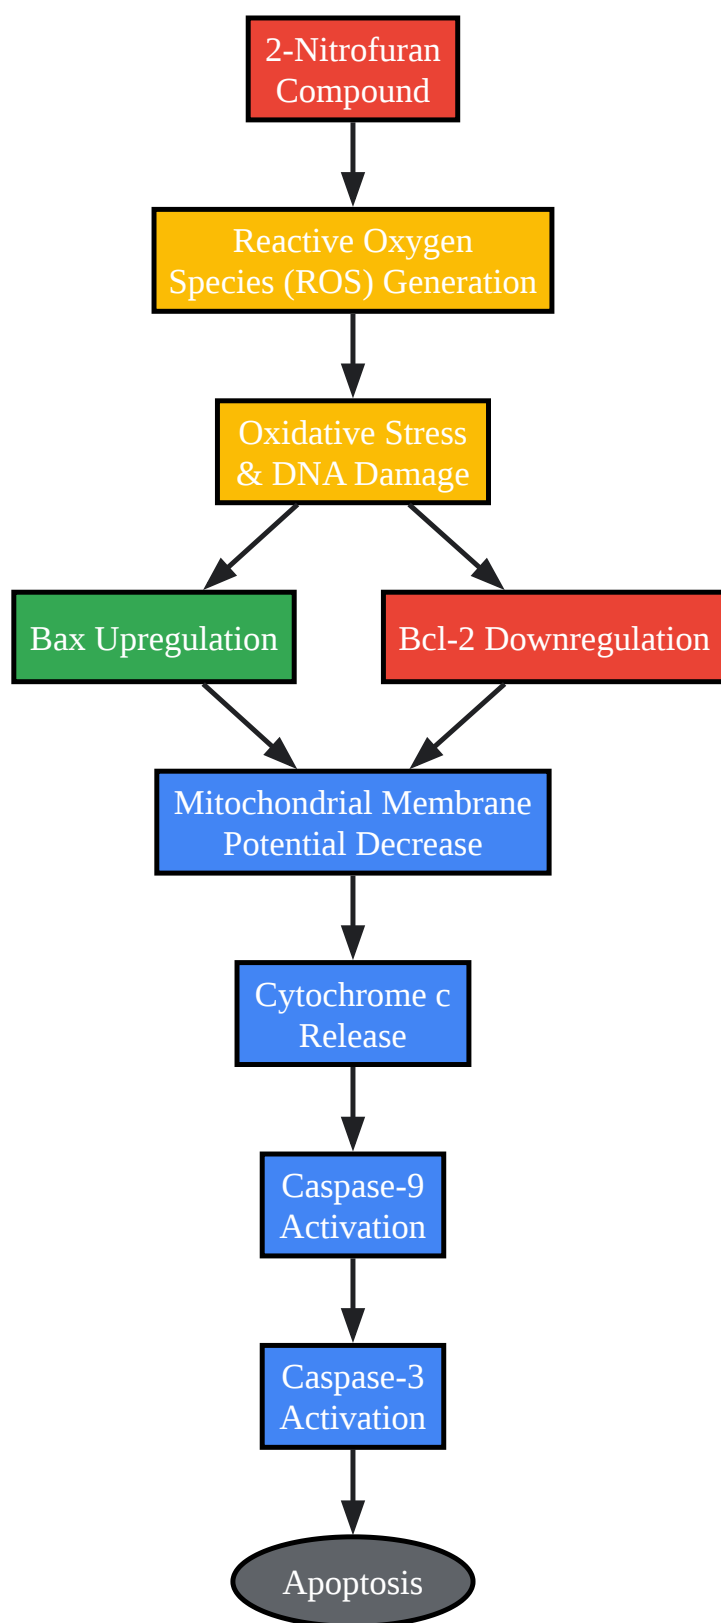 2-Nitrofuran
Compound
Reactive Oxygen
Species (ROS) Generation
Oxidative Stress
& DNA Damage
Bax Upregulation
Bcl-2 Downregulation
Mitochondrial Membrane
Potential Decrease
Cytochrome c
Release
Caspase-9
Activation
Caspase-3
Activation
Apoptosis